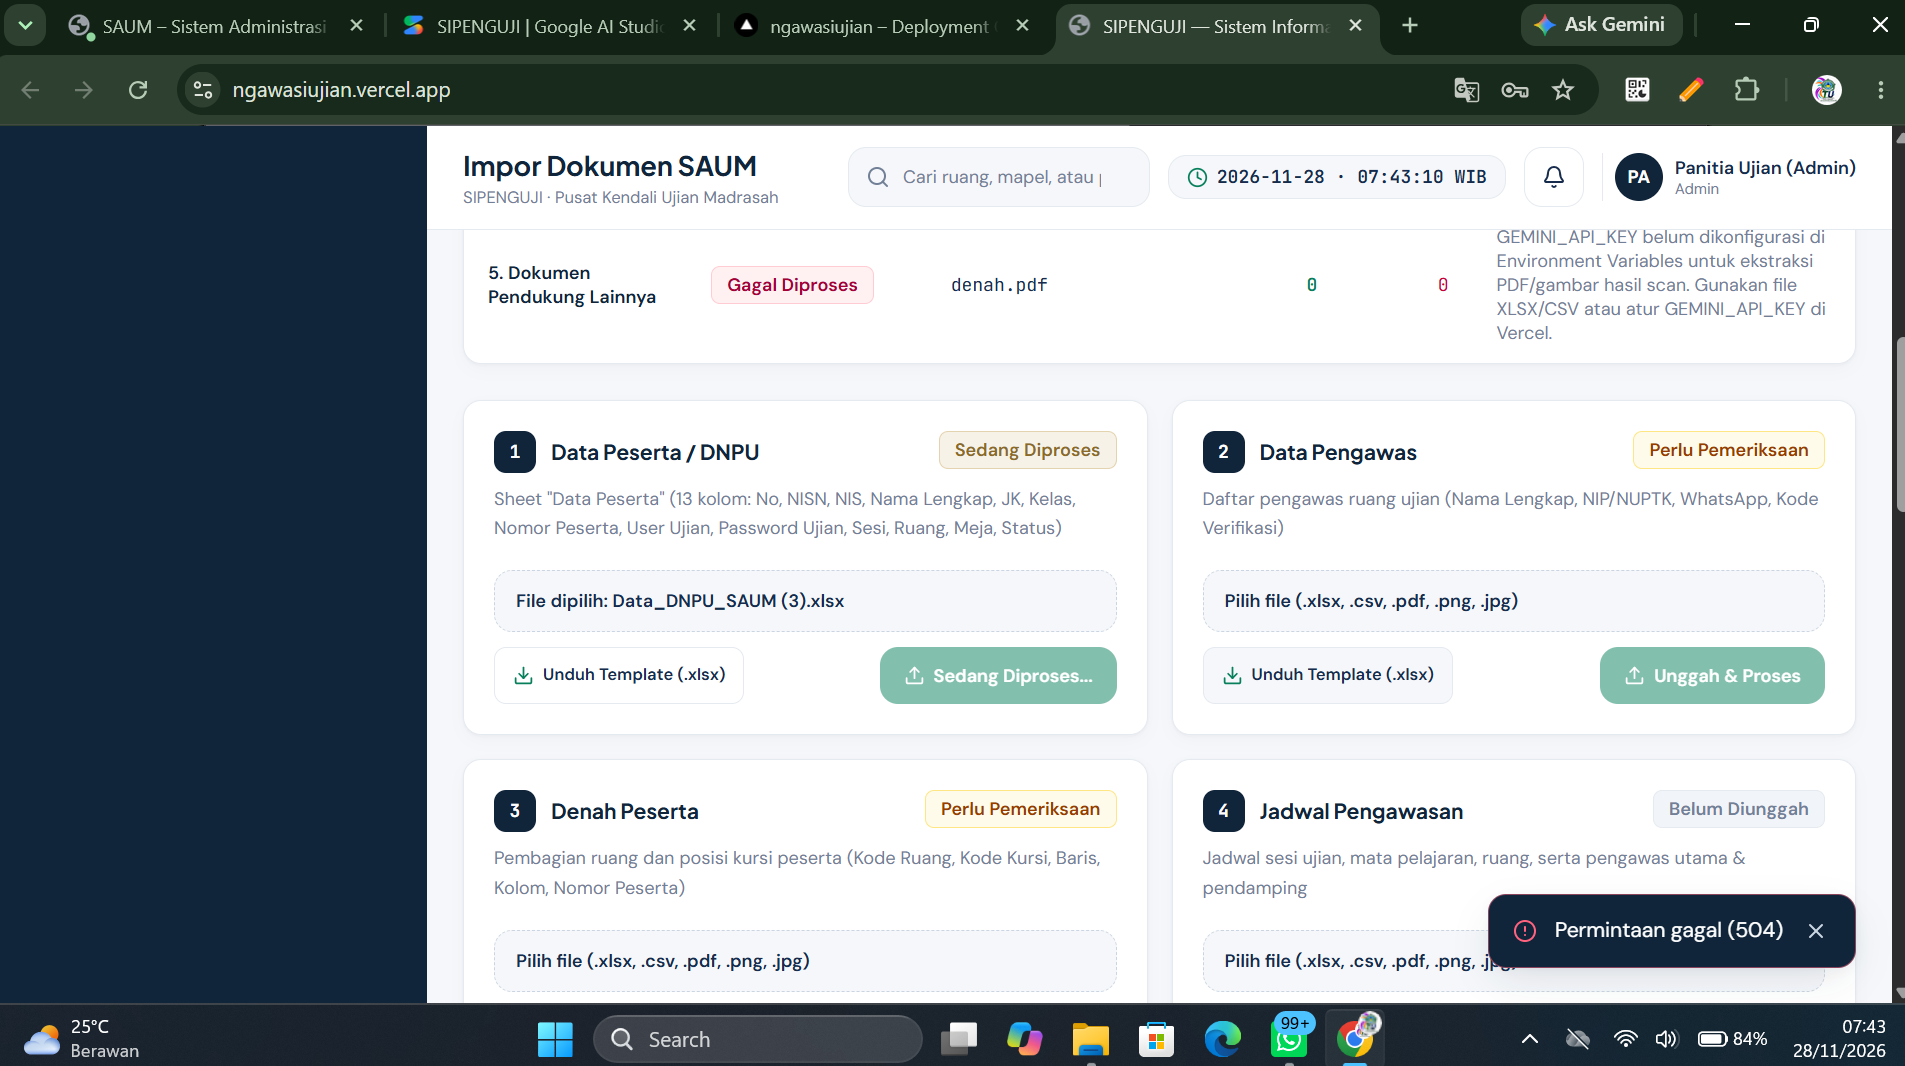 SAUM – Sistem Administrasi
SIPENGUJI | Google AI Studio
ngawasiujian – Deployment
SIPENGUJI — Sistem Informa
Ask Gemini
ngawasiujian.vercel.app
Impor Dokumen SAUM
SIPENGUJI · Pusat Kendali Ujian Madrasah
Cari ruang, mapel, atau p
2026-11-28 · 07:43:10 WIB
PA
Panitia Ujian (Admin)
Admin
5. Dokumen
Pendukung Lainnya
Gagal Diproses
denah.pdf
0
0
GEMINI_API_KEY belum dikonfigurasi di
Environment Variables untuk ekstraksi
PDF/gambar hasil scan. Gunakan file
XLSX/CSV atau atur GEMINI_API_KEY di
Vercel.
1
Data Peserta / DNPU
Sedang Diproses
Sheet "Data Peserta" (13 kolom: No, NISN, NIS, Nama Lengkap, JK, Kelas,
Nomor Peserta, User Ujian, Password Ujian, Sesi, Ruang, Meja, Status)
File dipilih: Data_DNPU_SAUM (3).xlsx
Unduh Template (.xlsx)
Sedang Diproses...
2
Data Pengawas
Perlu Pemeriksaan
Daftar pengawas ruang ujian (Nama Lengkap, NIP/NUPTK, WhatsApp, Kode
Verifikasi)
Pilih file (.xlsx, .csv, .pdf, .png, .jpg)
Unduh Template (.xlsx)
Unggah & Proses
3
Denah Peserta
Perlu Pemeriksaan
Pembagian ruang dan posisi kursi peserta (Kode Ruang, Kode Kursi, Baris,
Kolom, Nomor Peserta)
Pilih file (.xlsx, .csv, .pdf, .png, .jpg)
4
Jadwal Pengawasan
Belum Diunggah
Jadwal sesi ujian, mata pelajaran, ruang, serta pengawas utama &
pendamping
Pilih file (.xlsx, .csv, .pdf, .png, .jpg)
Permintaan gagal (504)
25°C
Berawan
Search
99+
84%
07:43
28/11/2026